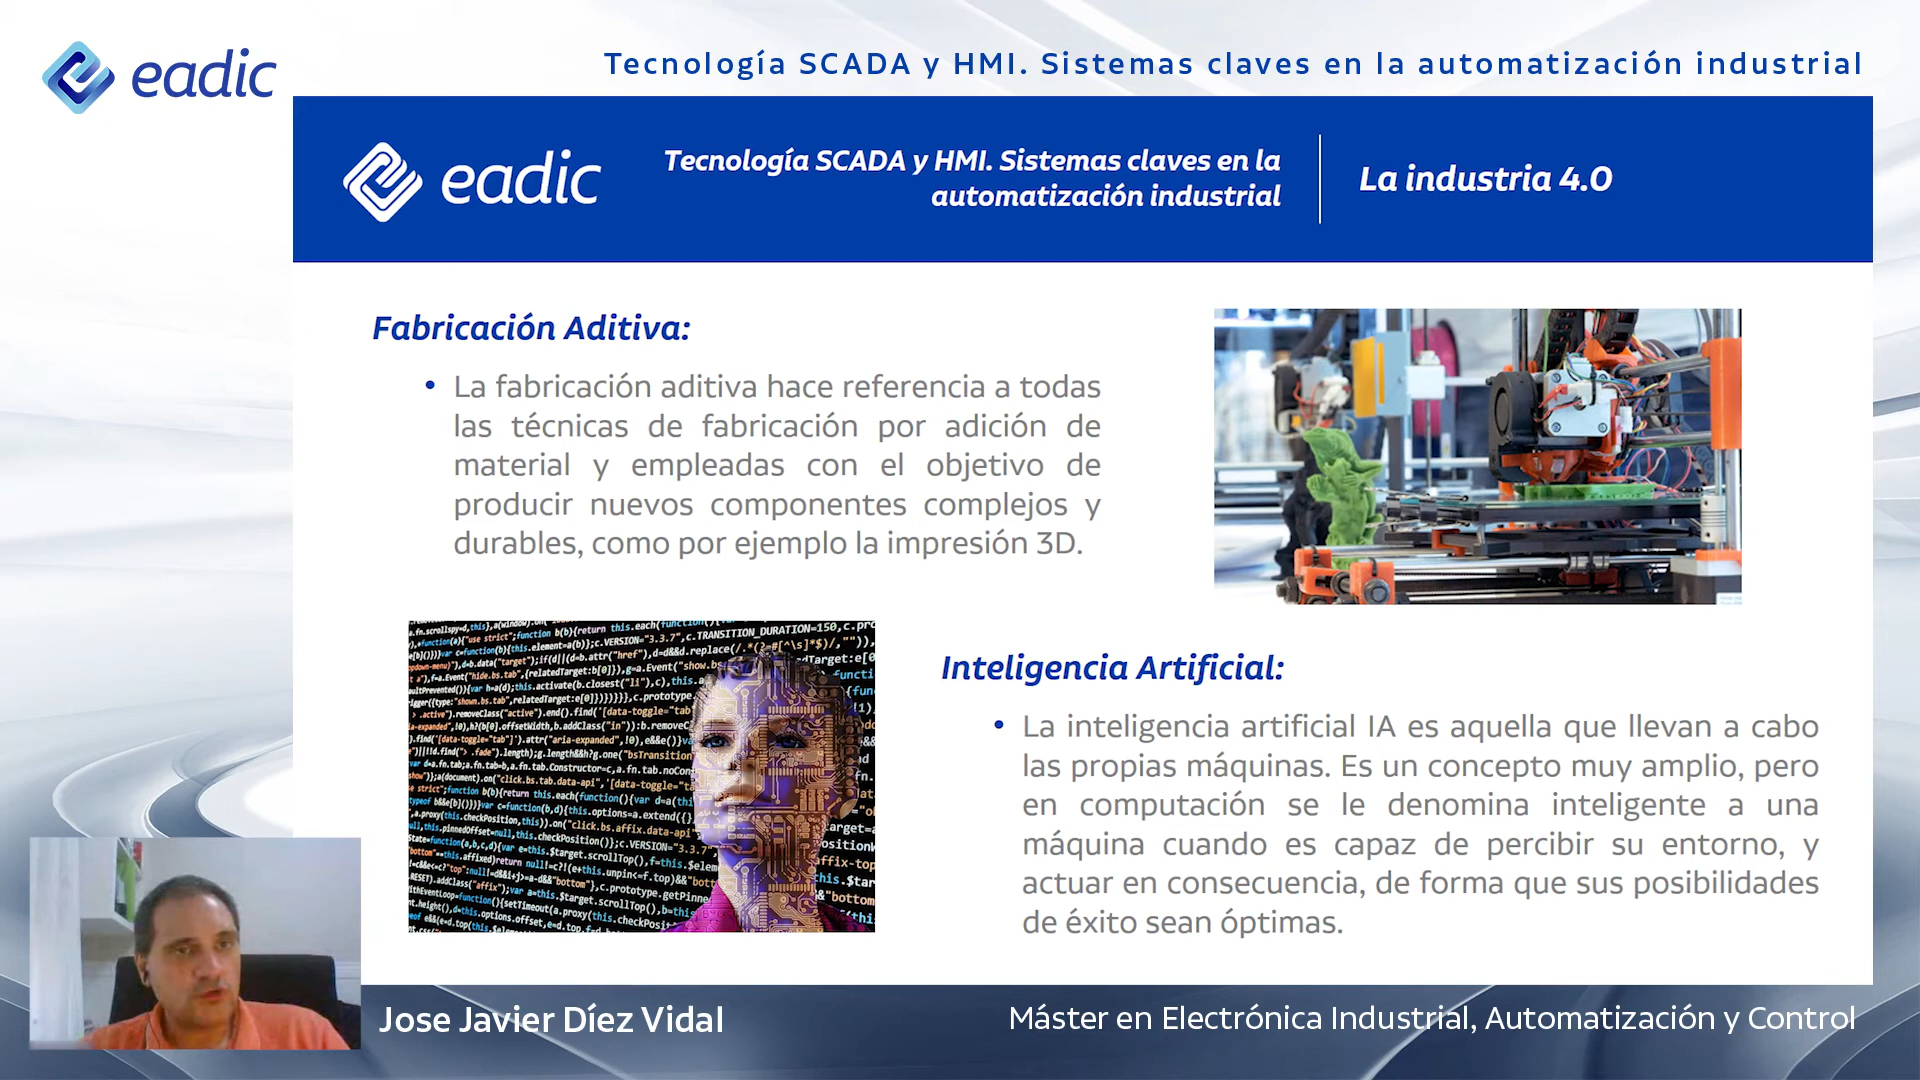 eadic
Tecnología SCADA y HMI. Sistemas claves en la automatización industrial
eadic
Tecnología SCADA y HMI. Sistemas claves en la
automatización industrial
La industria 4.0
Fabricación Aditiva:
• La fabricación aditiva hace referencia a todas
las técnicas de fabricación por adición de
material y empleadas con el objetivo de
producir nuevos componentes complejos y
durables, como por ejemplo la impresión 3D.
Inteligencia Artificial:
• La inteligencia artificial IA es aquella que llevan a cabo
las propias máquinas. Es un concepto muy amplio, pero
en computación se le denomina inteligente a una
máquina cuando es capaz de percibir su entorno, y
actuar en consecuencia, de forma que sus posibilidades
de éxito sean óptimas.
Jose Javier Díez Vidal
Máster en Electrónica Industrial, Automatización y Control